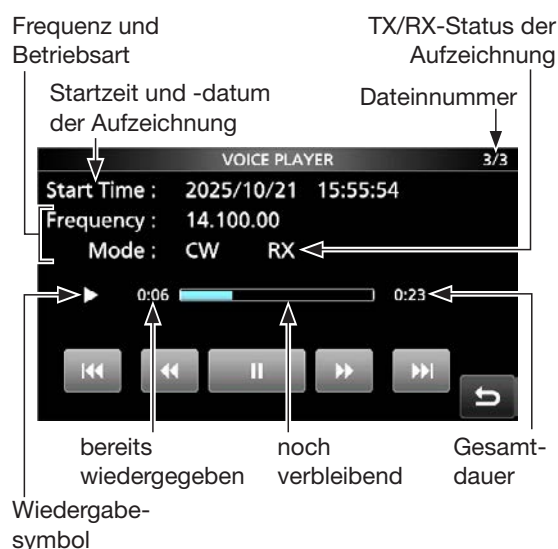 Frequenz und
Betriebsart
TX/RX-Status der
Aufzeichnung
Startzeit und -datum
der Aufzeichnung
Dateinnummer
VOICE PLAYER 3/3
Start Time : 2025/10/21 15:55:54
Frequency : 14.100.00
Mode : CW RX
0:06 0:23
bereits
wiedergegeben
noch
verbleibend
Gesamt-
dauer
Wiedergabe-
symbol